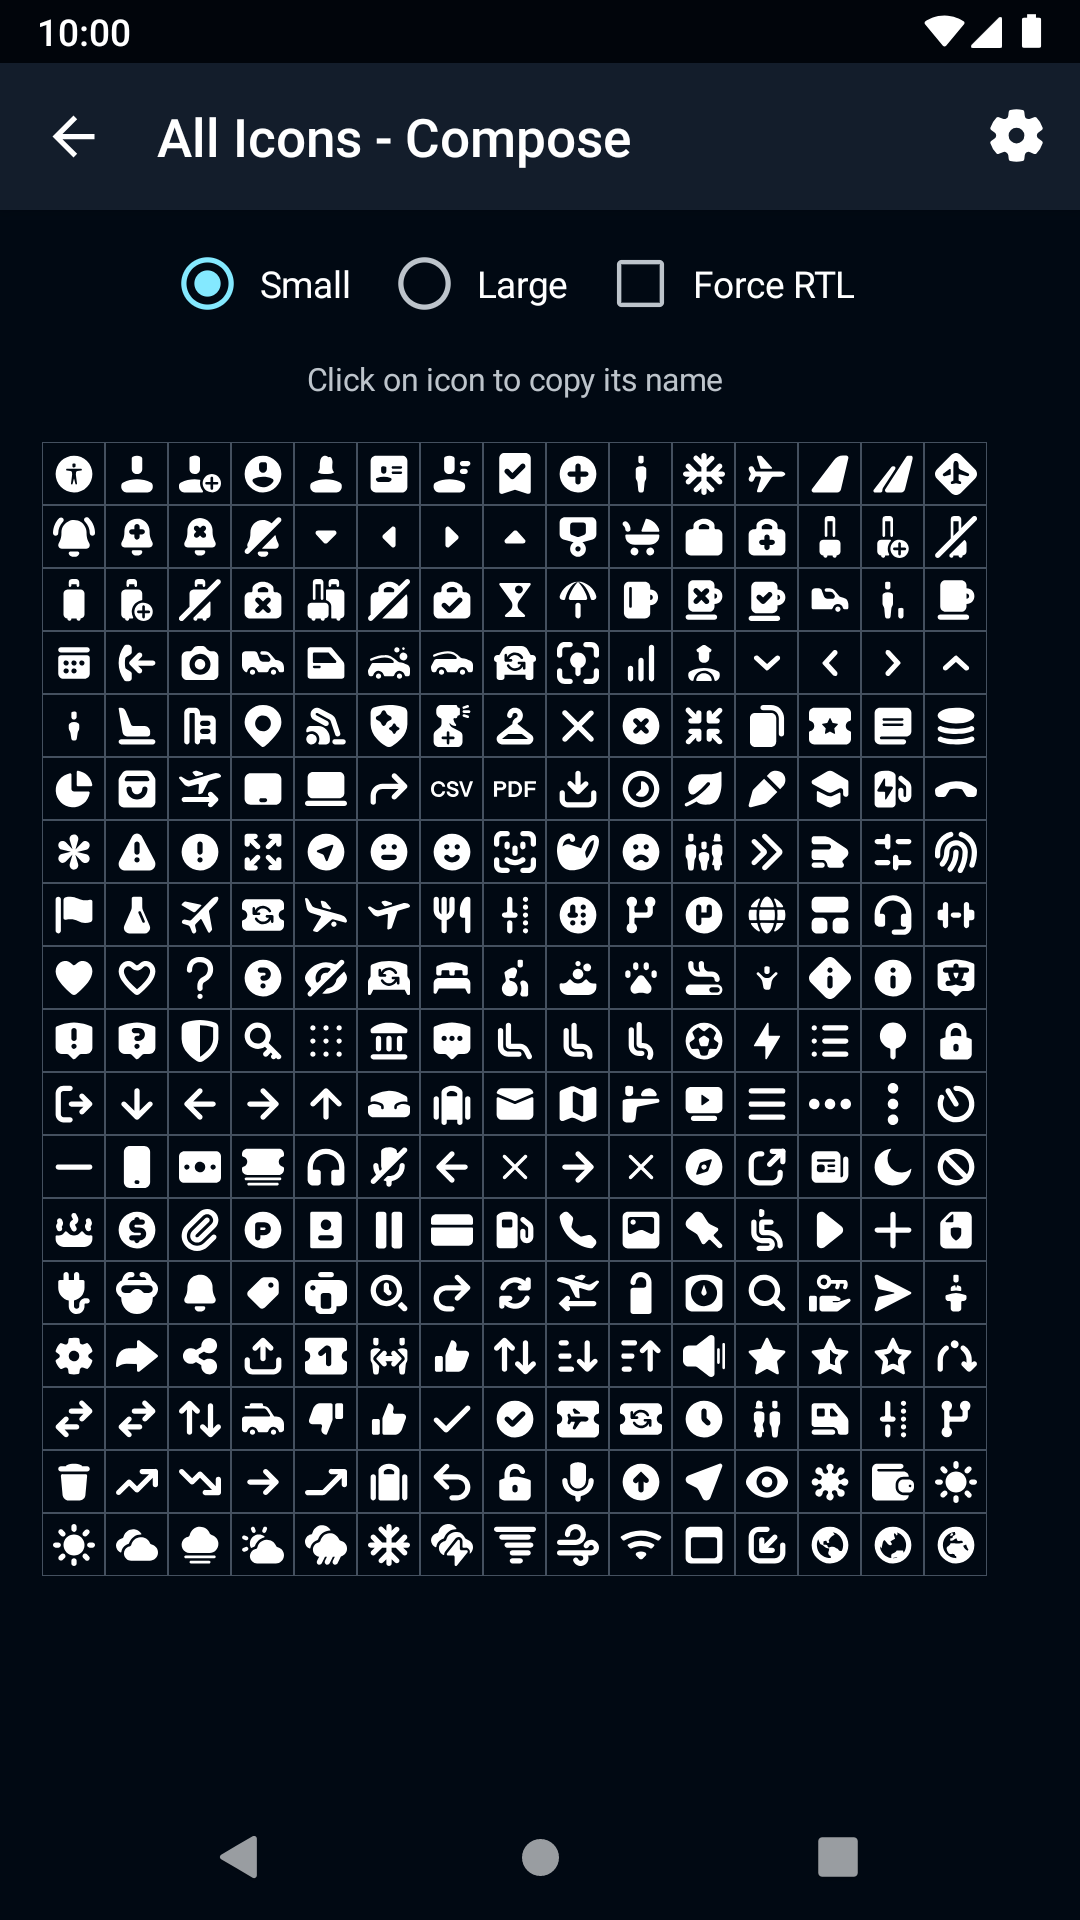 10:00
All Icons - Compose
Small Large Force RTL
Click on icon to copy its name
CSV PDF